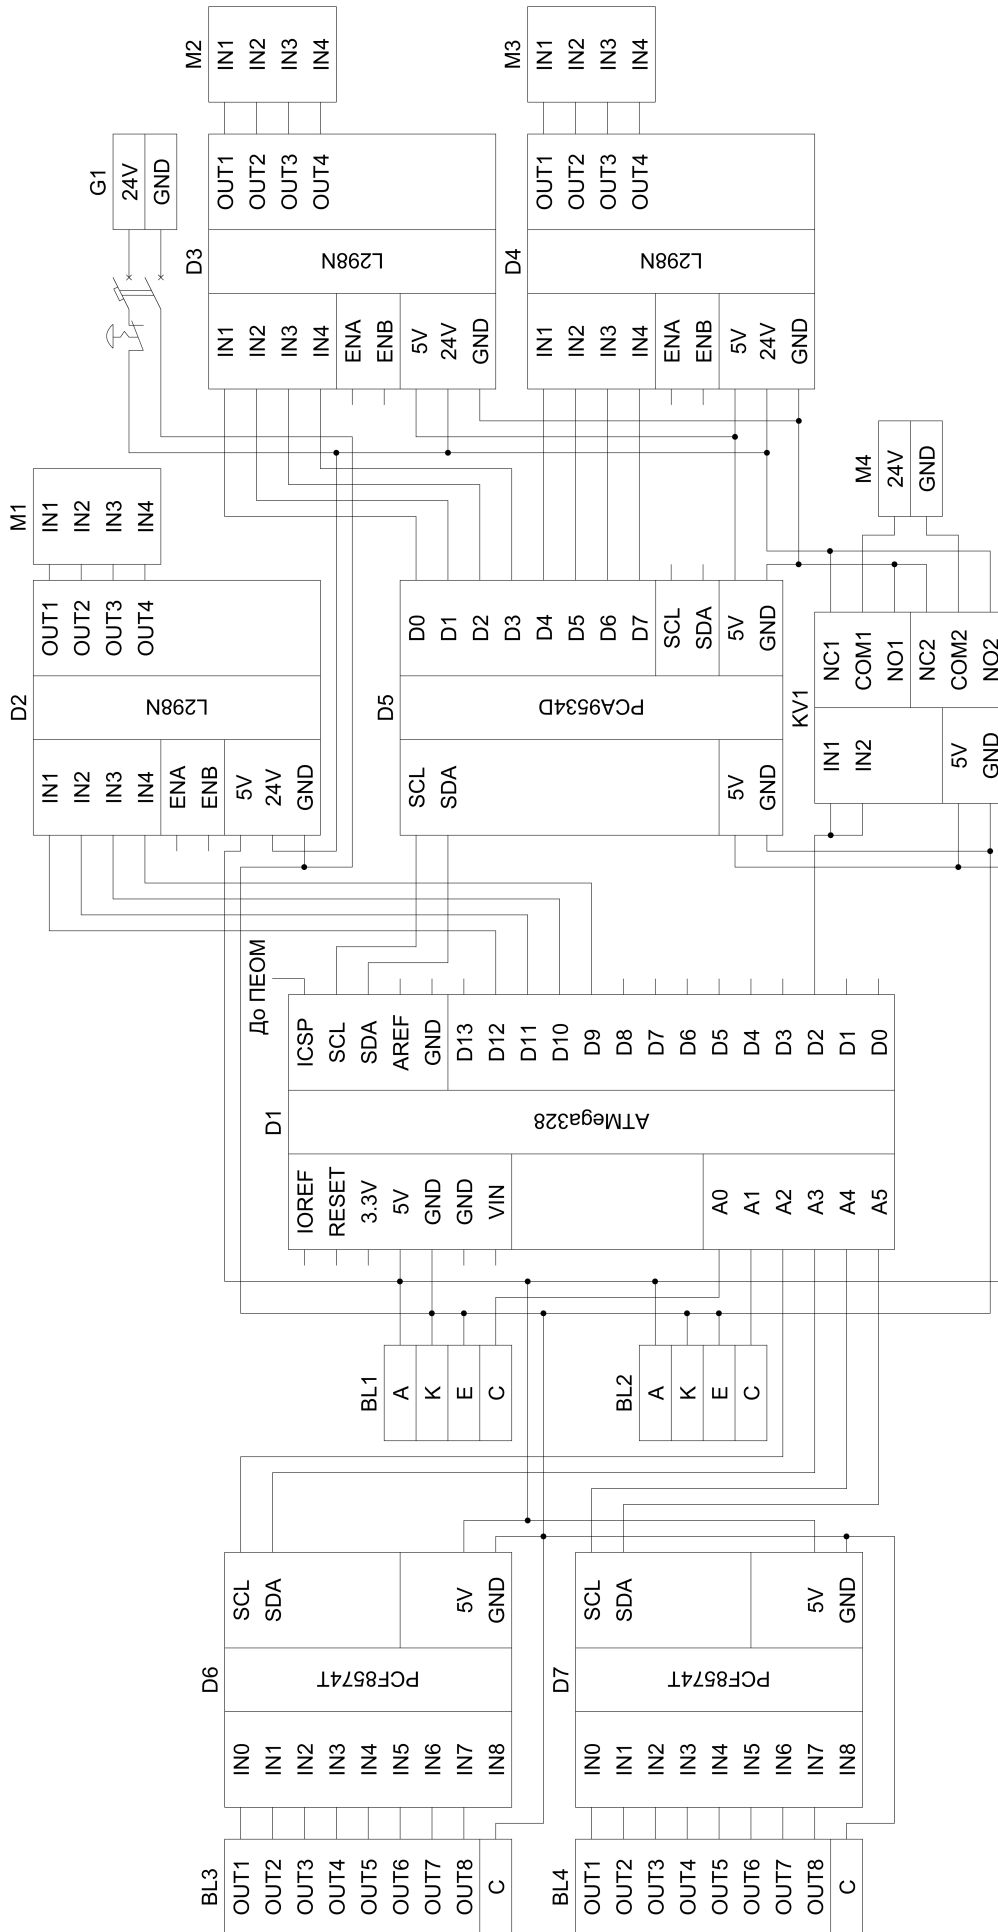 M2
IN1
IN2
IN3
IN4
M3
IN1
IN2
IN3
IN4
G1
24V
GND
D3
OUT1
OUT2
OUT3
OUT4
L298N
IN1
IN2
IN3
IN4
ENA
ENB
5V
24V
GND
D4
OUT1
OUT2
OUT3
OUT4
L298N
IN1
IN2
IN3
IN4
ENA
ENB
5V
24V
GND
M1
IN1
IN2
IN3
IN4
D2
OUT1
OUT2
OUT3
OUT4
L298N
IN1
IN2
IN3
IN4
ENA
ENB
5V
24V
GND
M4
24V
GND
D5
D0
D1
D2
D3
D4
D5
D6
D7
SCL
SDA
5V
GND
PCA9534D
SCL
SDA
5V
GND
KV1
NC1
COM1
NO1
NC2
COM2
NO2
IN1
IN2
5V
GND
До ПЕОМ
D1
ICSP
SCL
SDA
AREF
GND
D13
D12
D11
D10
D9
D8
D7
D6
D5
D4
D3
D2
D1
D0
ATMega328
IOREF
RESET
3.3V
5V
GND
GND
VIN
A0
A1
A2
A3
A4
A5
BL1
A
K
E
C
BL2
A
K
E
C
D6
SCL
SDA
5V
GND
PCF8574T
IN0
IN1
IN2
IN3
IN4
IN5
IN6
IN7
IN8
D7
SCL
SDA
5V
GND
PCF8574T
IN0
IN1
IN2
IN3
IN4
IN5
IN6
IN7
IN8
BL3
OUT1
OUT2
OUT3
OUT4
OUT5
OUT6
OUT7
OUT8
C
BL4
OUT1
OUT2
OUT3
OUT4
OUT5
OUT6
OUT7
OUT8
C